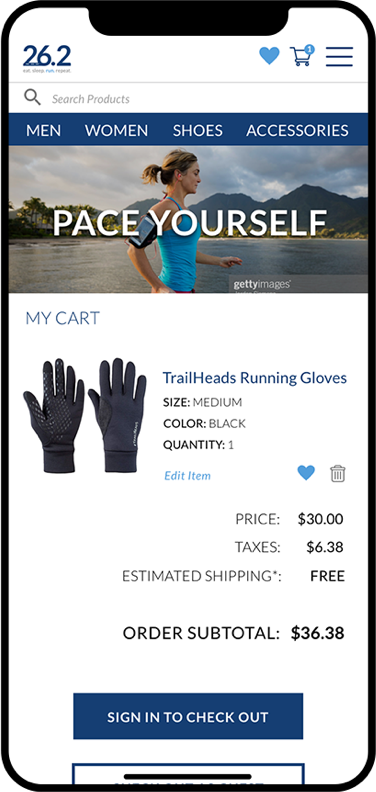 26.2
eat. sleep. run. repeat.
1
Search Products
MEN WOMEN SHOES ACCESSORIES
PACE YOURSELF
gettyimages
MY CART
TrailHeads Running Gloves
SIZE: MEDIUM
COLOR: BLACK
QUANTITY: 1
Edit Item
PRICE: $30.00
TAXES: $6.38
ESTIMATED SHIPPING*: FREE
ORDER SUBTOTAL: $36.38
SIGN IN TO CHECK OUT